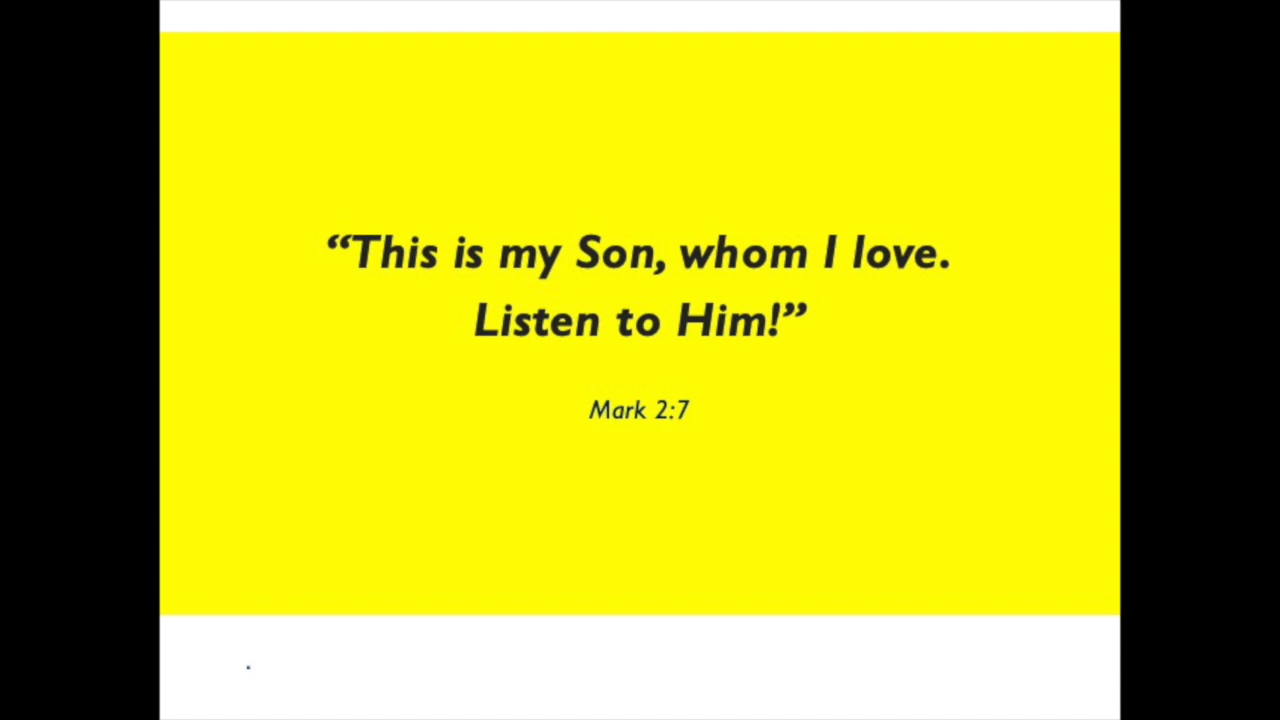 “This is my Son, whom I love.
Listen to Him!”
Mark 2:7